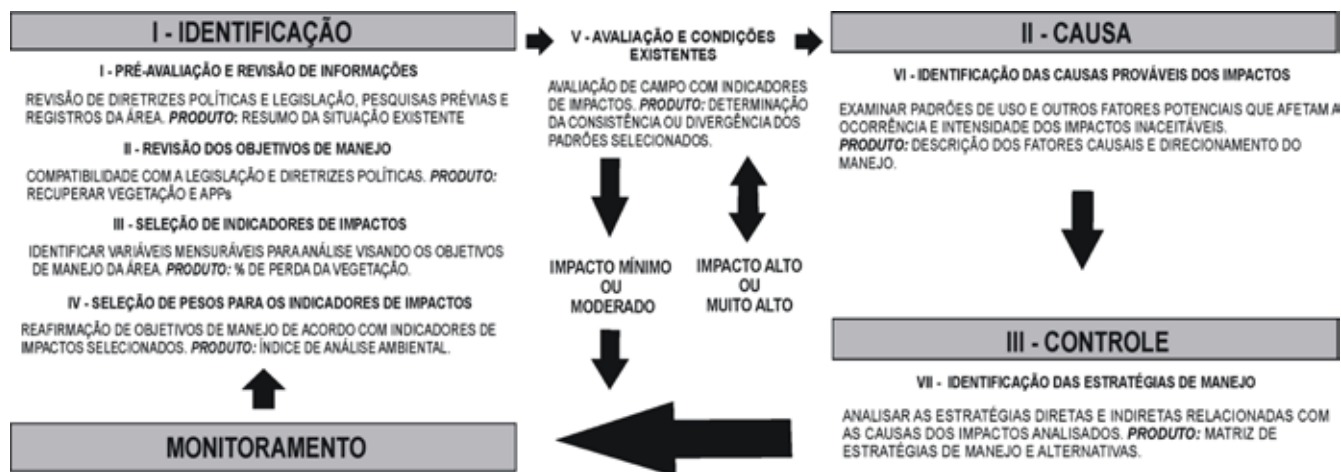 I - IDENTIFICAÇÃO
I - PRÉ-AVALIAÇÃO E REVISÃO DE INFORMAÇÕES
REVISÃO DE DIRETRIZES POLÍTICAS E LEGISLAÇÃO, PESQUISAS PRÉVIAS E
REGISTROS DA ÁREA. PRODUTO: RESUMO DA SITUAÇÃO EXISTENTE
II - REVISÃO DOS OBJETIVOS DE MANEJO
COMPATIBILIDADE COM A LEGISLAÇÃO E DIRETRIZES POLÍTICAS. PRODUTO:
RECUPERAR VEGETAÇÃO E APPs
III - SELEÇÃO DE INDICADORES DE IMPACTOS
IDENTIFICAR VARIÁVEIS MENSURÁVEIS PARA ANÁLISE VISANDO OS OBJETIVOS
DE MANEJO DA ÁREA. PRODUTO: % DE PERDA DA VEGETAÇÃO.
IV - SELEÇÃO DE PESOS PARA OS INDICADORES DE IMPACTOS
REAFIRMAÇÃO DE OBJETIVOS DE MANEJO DE ACORDO COM INDICADORES DE
IMPACTOS SELECIONADOS. PRODUTO: ÍNDICE DE ANÁLISE AMBIENTAL.
MONITORAMENTO
V - AVALIAÇÃO E CONDIÇÕES
EXISTENTES
AVALIAÇÃO DE CAMPO COM INDICADORES
DE IMPACTOS. PRODUTO: DETERMINAÇÃO
DA CONSISTÊNCIA OU DIVERGÊNCIA DOS
PADRÕES SELECIONADOS.
IMPACTO MÍNIMO
OU
MODERADO
IMPACTO ALTO
OU
MUITO ALTO
II - CAUSA
VI - IDENTIFICAÇÃO DAS CAUSAS PROVÁVEIS DOS IMPACTOS
EXAMINAR PADRÕES DE USO E OUTROS FATORES POTENCIAIS QUE AFETAM A
OCORRÊNCIA E INTENSIDADE DOS IMPACTOS INACEITÁVEIS.
PRODUTO: DESCRIÇÃO DOS FATORES CAUSAIS E DIRECIONAMENTO DO
MANEJO.
III - CONTROLE
VII - IDENTIFICAÇÃO DAS ESTRATÉGIAS DE MANEJO
ANALISAR AS ESTRATÉGIAS DIRETAS E INDIRETAS RELACIONADAS COM
AS CAUSAS DOS IMPACTOS ANALISADOS. PRODUTO: MATRIZ DE
ESTRATÉGIAS DE MANEJO E ALTERNATIVAS.